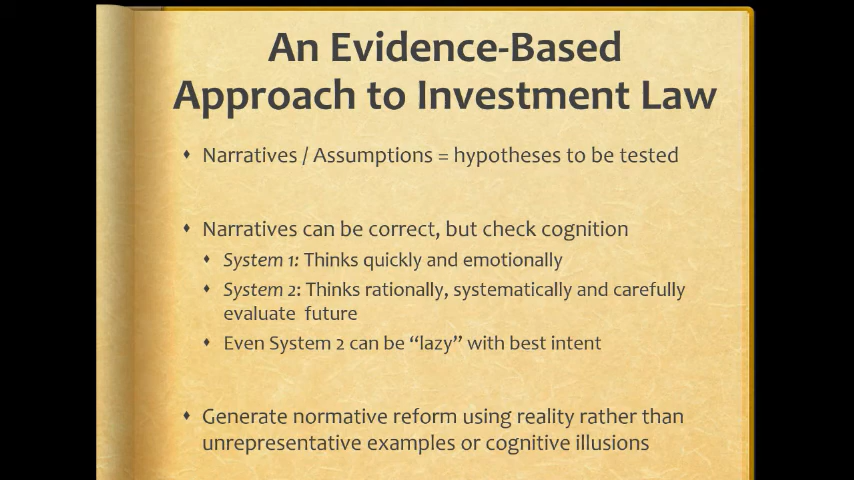 An Evidence-Based
Approach to Investment Law
Narratives / Assumptions = hypotheses to be tested
Narratives can be correct, but check cognition
System 1: Thinks quickly and emotionally
System 2: Thinks rationally, systematically and carefully
evaluate future
Even System 2 can be “lazy” with best intent
Generate normative reform using reality rather than
unrepresentative examples or cognitive illusions